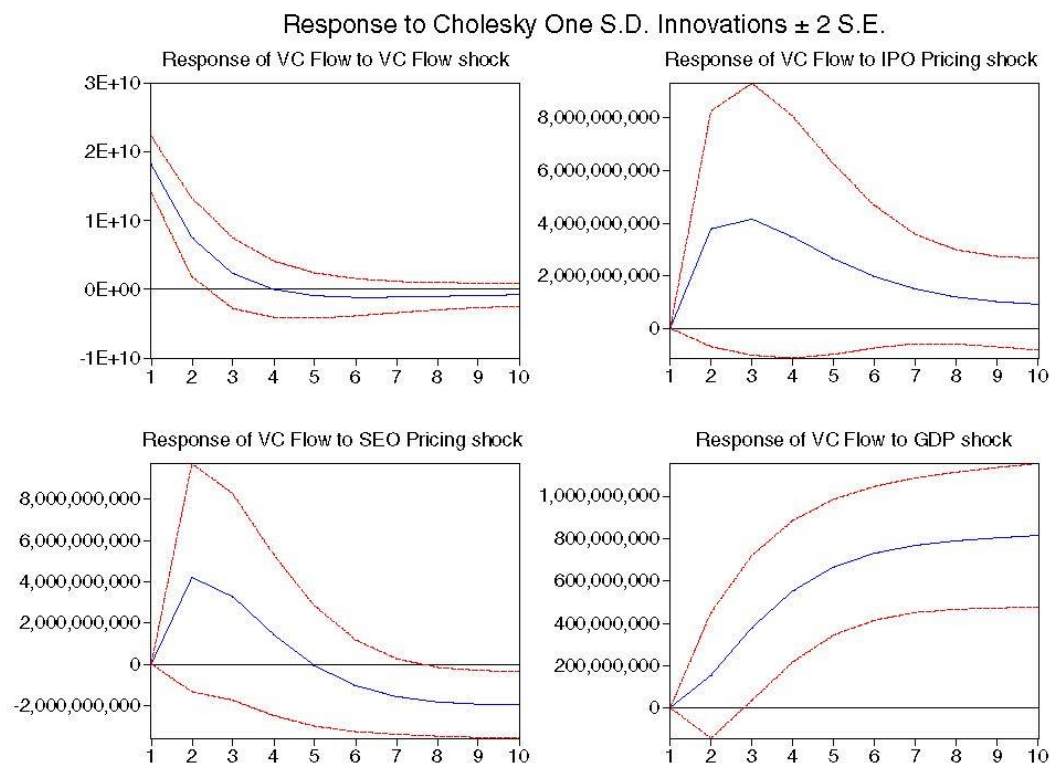 Response to Cholesky One S.D. Innovations ± 2 S.E.
Response of VC Flow to VC Flow shock
3E+10
2E+10
1E+10
0E+00
-1E+10
1 2 3 4 5 6 7 8 9 10
Response of VC Flow to IPO Pricing shock
8,000,000,000
6,000,000,000
4,000,000,000
2,000,000,000
0
1 2 3 4 5 6 7 8 9 10
Response of VC Flow to SEO Pricing shock
8,000,000,000
6,000,000,000
4,000,000,000
2,000,000,000
0
-2,000,000,000
1 2 3 4 5 6 7 8 9 10
Response of VC Flow to GDP shock
1,000,000,000
800,000,000
600,000,000
400,000,000
200,000,000
0
1 2 3 4 5 6 7 8 9 10